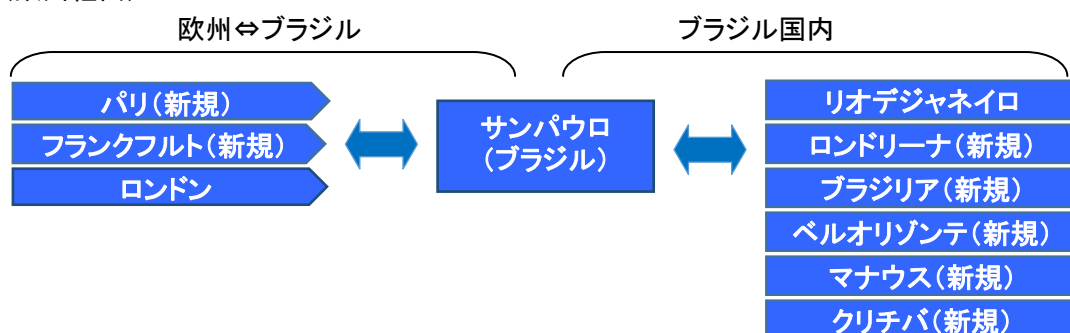 欧州⇔ブラジル
ブラジル国内
パリ(新規)
フランクフルト(新規)
ロンドン
サンパウロ
(ブラジル)
リオデジャネイロ
ロンドリーナ(新規)
ブラジリア(新規)
ベルオリゾンテ(新規)
マナウス(新規)
クリチバ(新規)